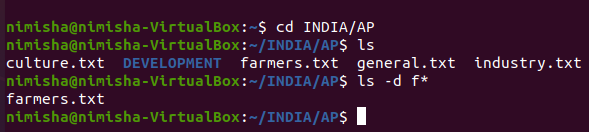 nimisha@nimisha-VirtualBox:~$ cd INDIA/AP
nimisha@nimisha-VirtualBox:~/INDIA/AP$ ls
culture.txt  DEVELOPMENT  farmers.txt  general.txt  industry.txt
nimisha@nimisha-VirtualBox:~/INDIA/AP$ ls -d f*
farmers.txt
nimisha@nimisha-VirtualBox:~/INDIA/AP$